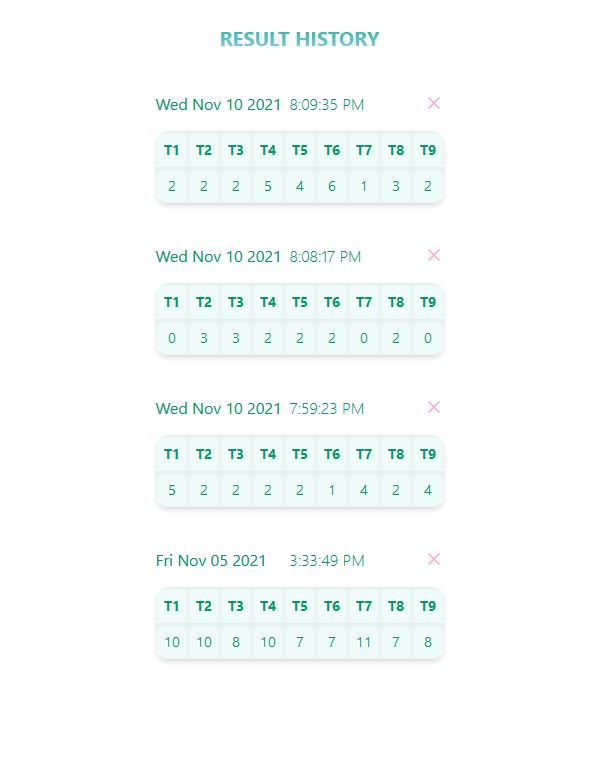 RESULT HISTORY
Wed Nov 10 2021 8:09:35 PM
T1 T2 T3 T4 T5 T6 T7 T8 T9
2 2 2 5 4 6 1 3 2
Wed Nov 10 2021 8:08:17 PM
T1 T2 T3 T4 T5 T6 T7 T8 T9
0 3 3 2 2 2 0 2 0
Wed Nov 10 2021 7:59:23 PM
T1 T2 T3 T4 T5 T6 T7 T8 T9
5 2 2 2 2 1 4 2 4
Fri Nov 05 2021 3:33:49 PM
T1 T2 T3 T4 T5 T6 T7 T8 T9
10 10 8 10 7 7 11 7 8